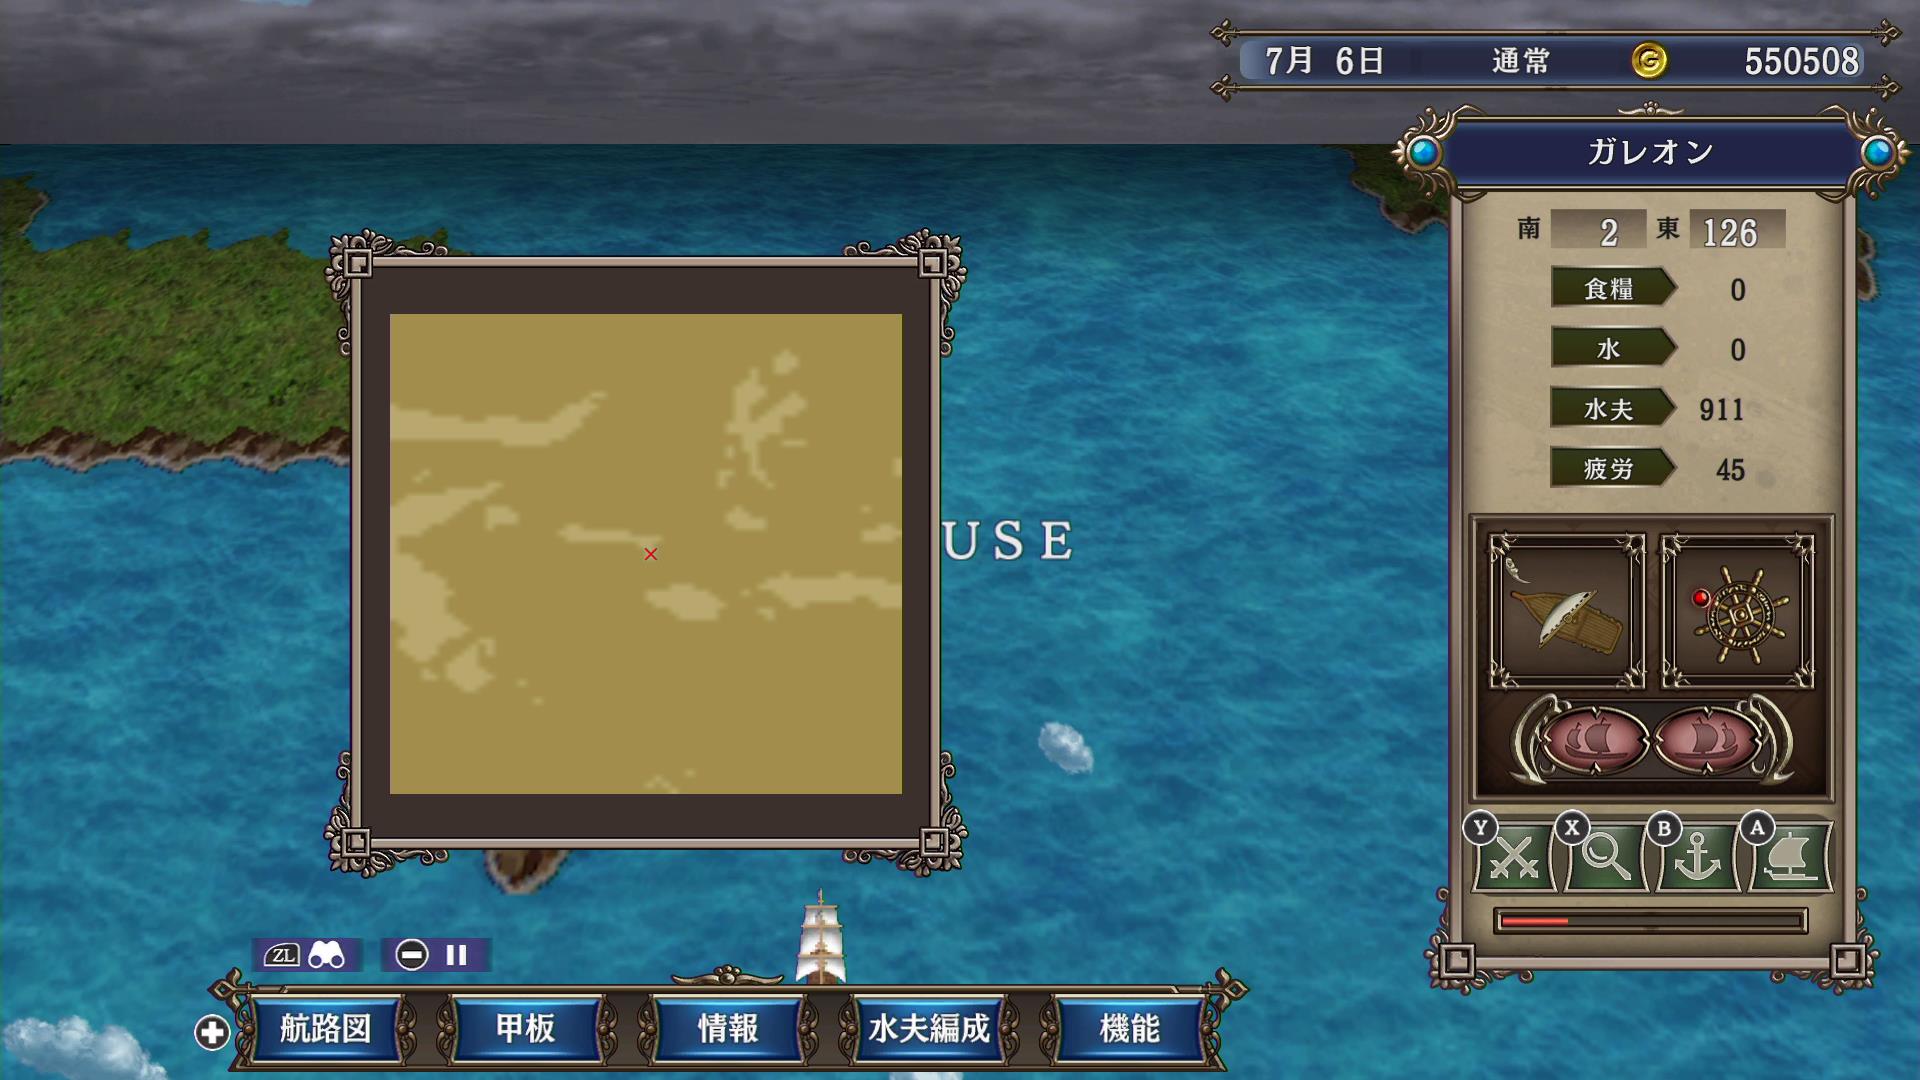 7月 6日 通常 G 550508
ガレオン
南 2 東 126
食糧 0
水 0
水夫 911
疲労 45
USE
Y X B A
ZL
航路図 甲板 情報 水夫編成 機能